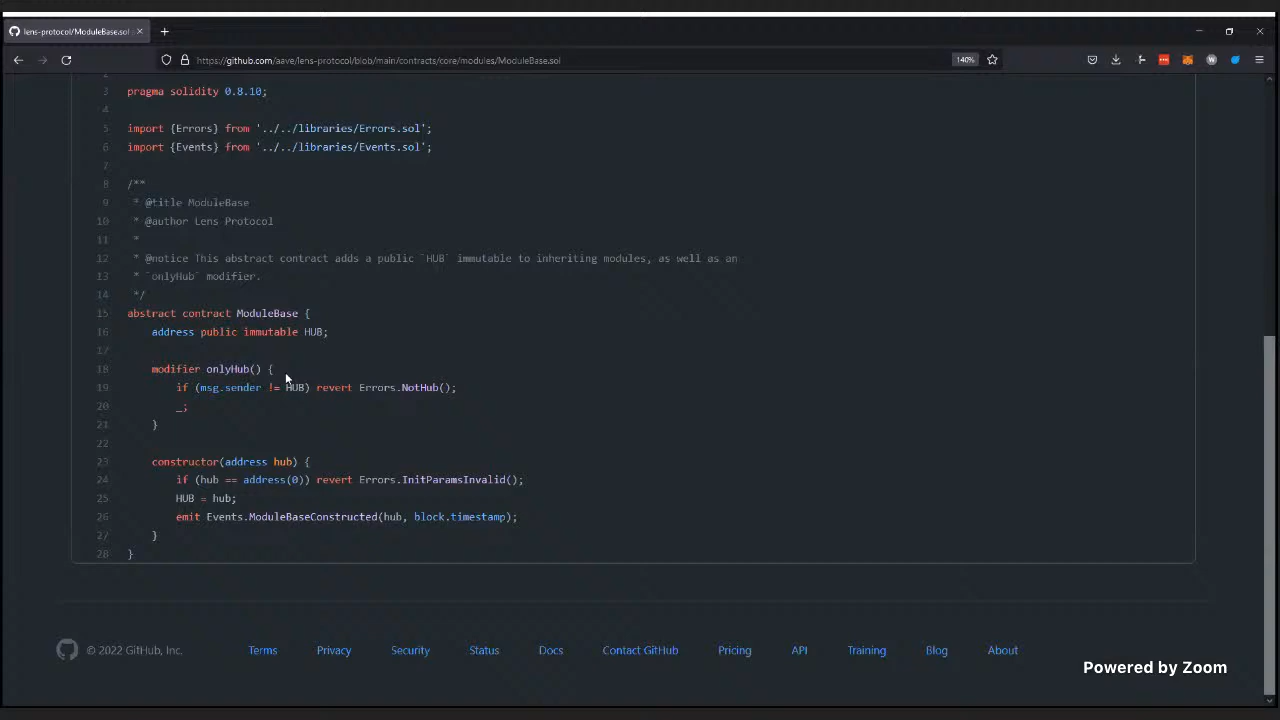 lens-protocol/ModuleBase.sol
https://github.com/aave/lens-protocol/blob/main/contracts/core/modules/ModuleBase.sol
140%
2
3 pragma solidity 0.8.10;
4
5 import {Errors} from '../../libraries/Errors.sol';
6 import {Events} from '../../libraries/Events.sol';
7
8 /**
9 * @title ModuleBase
10 * @author Lens Protocol
11 *
12 * @notice This abstract contract adds a public `HUB` immutable to inheriting modules, as well as an
13 * `onlyHub` modifier.
14 */
15 abstract contract ModuleBase {
16 address public immutable HUB;
17
18 modifier onlyHub() {
19 if (msg.sender != HUB) revert Errors.NotHub();
20 _;
21 }
22
23 constructor(address hub) {
24 if (hub == address(0)) revert Errors.InitParamsInvalid();
25 HUB = hub;
26 emit Events.ModuleBaseConstructed(hub, block.timestamp);
27 }
28 }
© 2022 GitHub, Inc. Terms Privacy Security Status Docs Contact GitHub Pricing API Training Blog About
Powered by Zoom